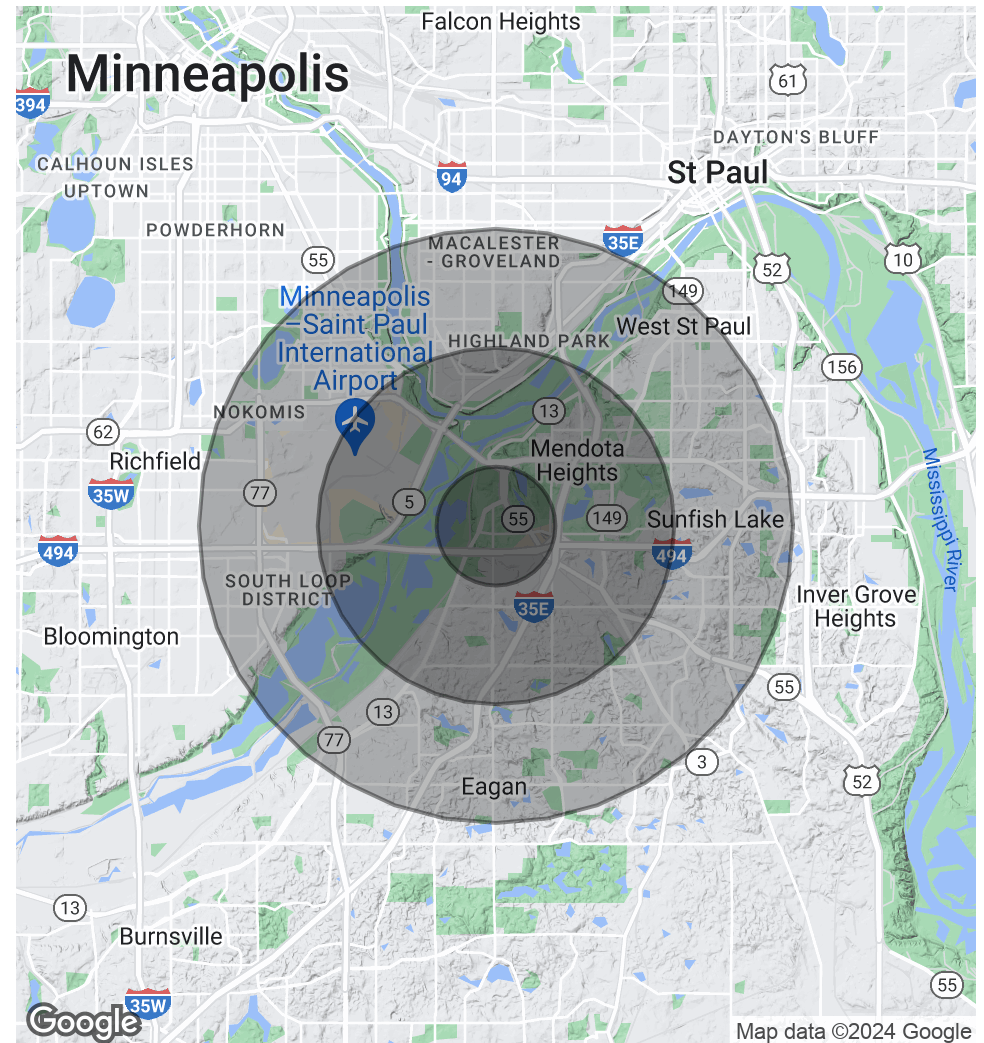 Falcon Heights
Minneapolis
61
394
DAYTON'S BLUFF
CALHOUN ISLES
St Paul
94
UPTOWN
POWDERHORN
35E
MACALESTER
- GROVELAND
55
10
52
149
Minneapolis
–Saint Paul
International
Airport
West St Paul
HIGHLAND PARK
156
NOKOMIS
13
62
Mendota
Heights
Richfield
Mississippi River
35W
77
5
55
149
Sunfish Lake
494
494
SOUTH LOOP
DISTRICT
35E
Inver Grove
Heights
Bloomington
55
13
77
3
52
Eagan
13
Burnsville
55
35W
Google
Map data ©2024 Google